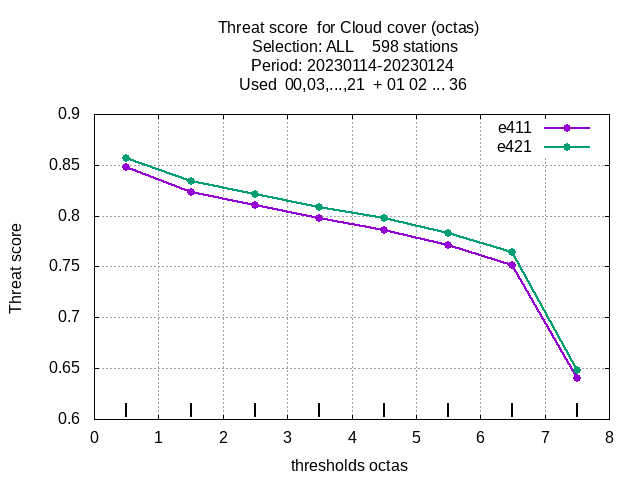 Threat score  for Cloud cover (octas)
Selection: ALL    598 stations
Period: 20230114-20230124
Used  00,03,...,21  + 01 02 ... 36
e411
e421
0.9
0.85
0.8
0.75
0.7
0.65
0.6
Threat score
0 1 2 3 4 5 6 7 8
thresholds octas